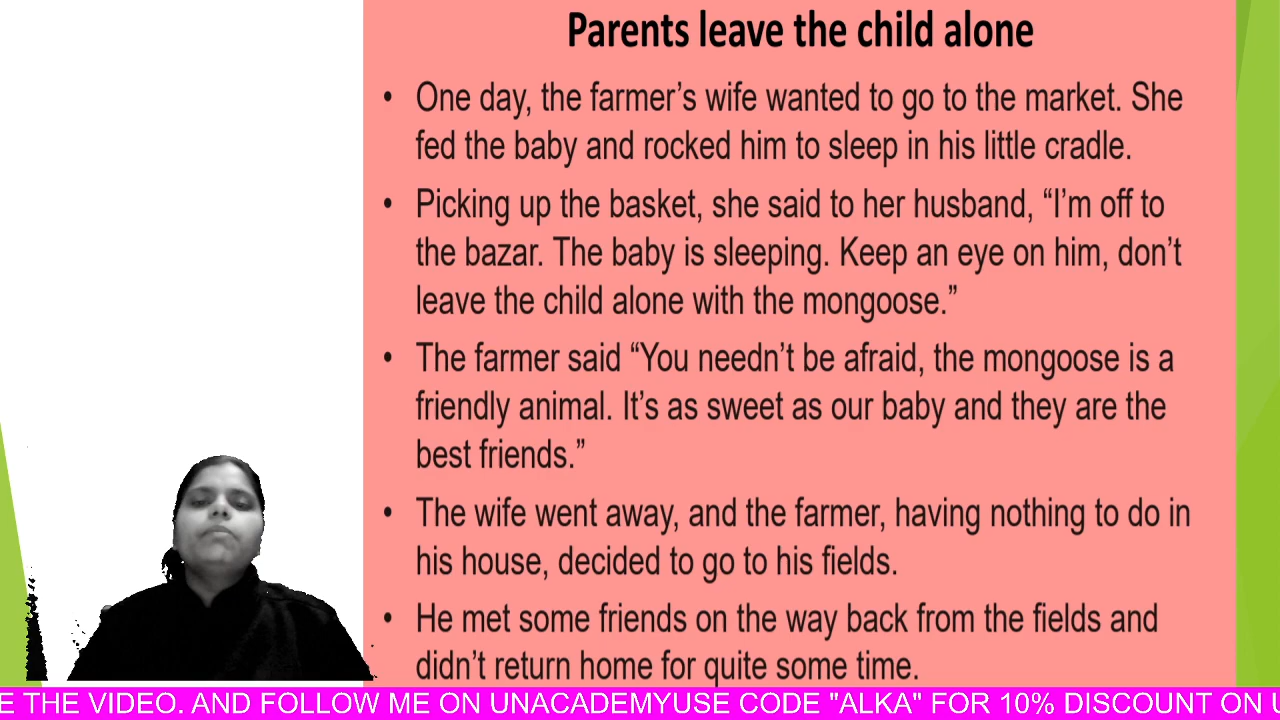 Parents leave the child alone
• One day, the farmer’s wife wanted to go to the market. She
fed the baby and rocked him to sleep in his little cradle.
• Picking up the basket, she said to her husband, “I’m off to
the bazar. The baby is sleeping. Keep an eye on him, don’t
leave the child alone with the mongoose.”
• The farmer said “You needn’t be afraid, the mongoose is a
friendly animal. It’s as sweet as our baby and they are the
best friends.”
• The wife went away, and the farmer, having nothing to do in
his house, decided to go to his fields.
• He met some friends on the way back from the fields and
didn’t return home for quite some time.
E THE VIDEO. AND FOLLOW ME ON UNACADEMYUSE CODE "ALKA" FOR 10% DISCOUNT ON U